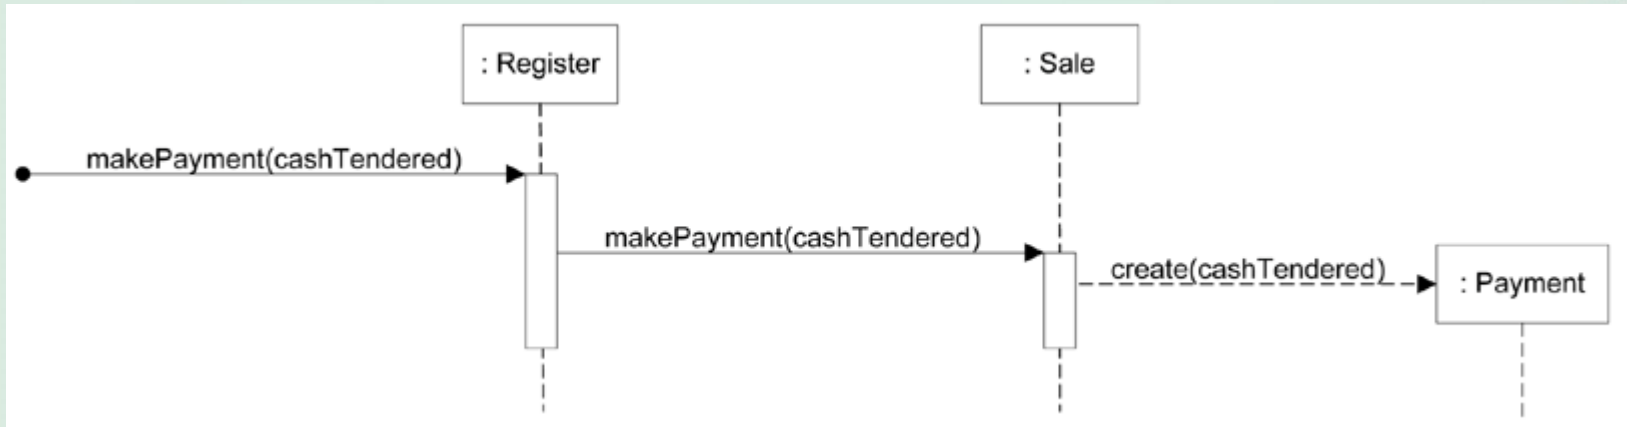 : Register
: Sale
makePayment(cashTendered)
makePayment(cashTendered)
create(cashTendered)
: Payment